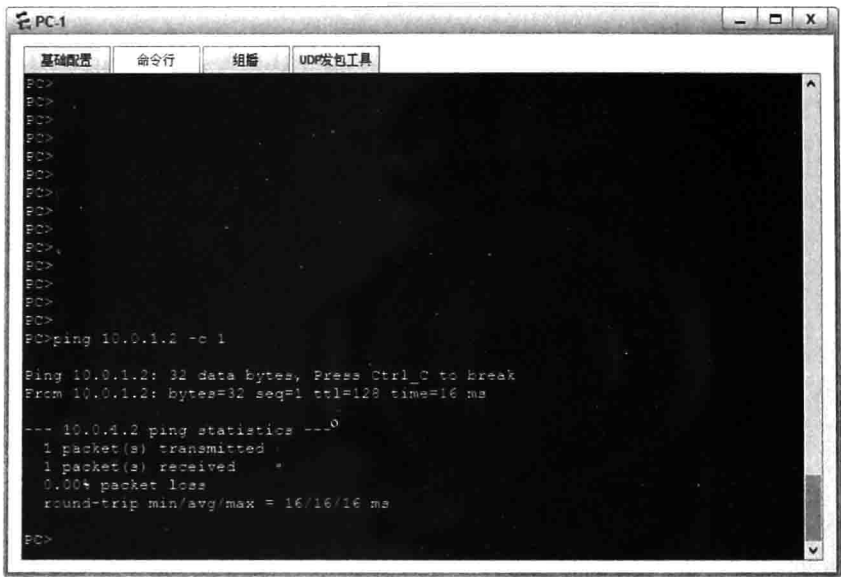 PC-1
基础配置
命令行
组播
UDP发包工具
PC>
PC>
PC>
PC>
PC>
PC>
PC>
PC>
PC>
PC>
PC>
PC>
PC>
PC>
PC>ping 10.0.1.2 -c 1
Ping 10.0.1.2: 32 data bytes, Press Ctrl_C to break
From 10.0.1.2: bytes=32 seq=1 ttl=128 time=16 ms
--- 10.0.1.2 ping statistics ---
1 packet(s) transmitted
1 packet(s) received
0.00% packet loss
round-trip min/avg/max = 16/16/16 ms
PC>